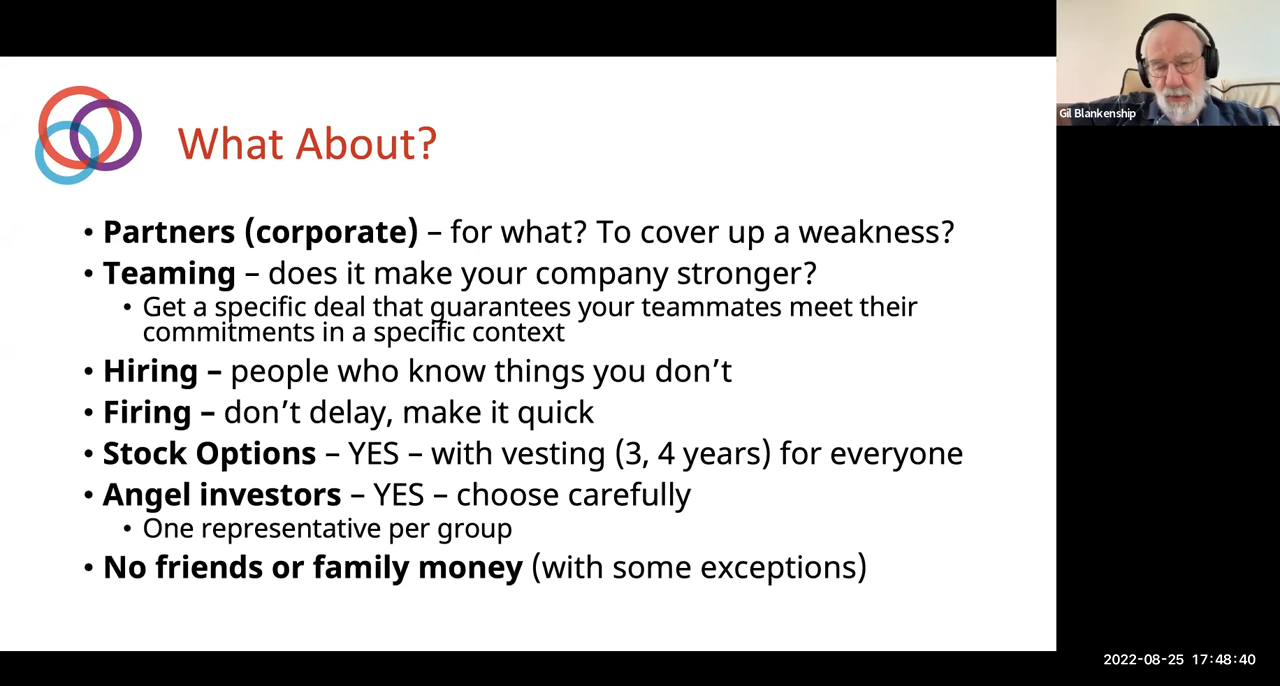 What About?
• Partners (corporate) – for what? To cover up a weakness?
• Teaming – does it make your company stronger?
• Get a specific deal that guarantees your teammates meet their
commitments in a specific context
• Hiring – people who know things you don’t
• Firing – don’t delay, make it quick
• Stock Options – YES – with vesting (3, 4 years) for everyone
• Angel investors – YES – choose carefully
• One representative per group
• No friends or family money (with some exceptions)
Gil Blankenship
2022-08-25 17:48:40